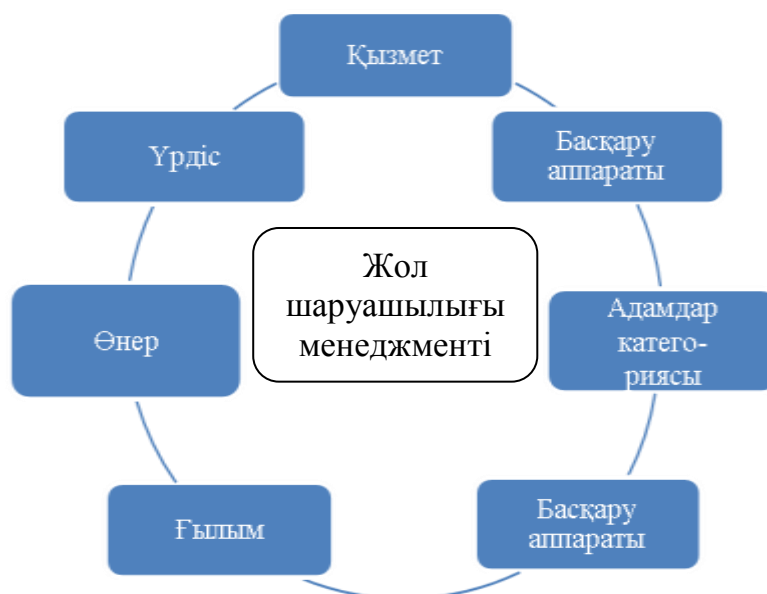 Қызмет
Басқару
аппараты
Адамдар
катего-
риясы
Басқару
аппараты
Ғылым
Өнер
Үрдіс
Жол
шаруашылығы
менеджменті